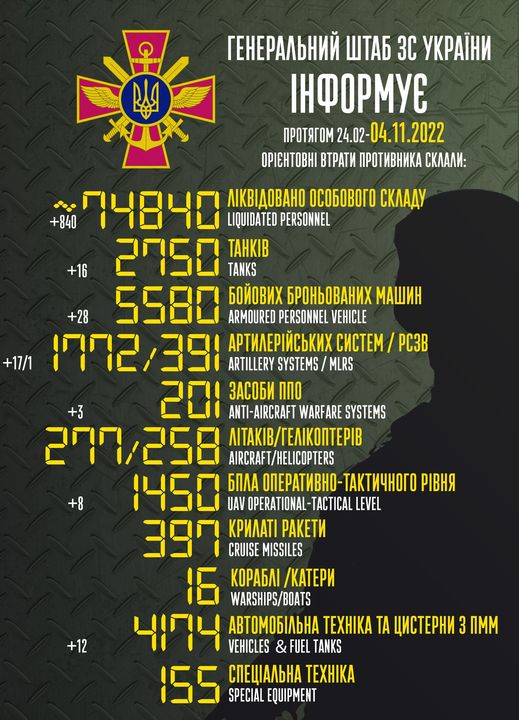 ГЕНЕРАЛЬНИЙ ШТАБ ЗС УКРАЇНИ
ІНФОРМУЄ
ПРОТЯГОМ 24.02-04.11.2022
ОРІЄНТОВНІ ВТРАТИ ПРОТИВНИКА СКЛАЛИ:
+840 ~74840 ЛІКВІДОВАНО ОСОБОВОГО СКЛАДУ
LIQUIDATED PERSONNEL
+16 2750 ТАНКІВ
TANKS
+28 5580 БОЙОВИХ БРОНЬОВАНИХ МАШИН
ARMOURED PERSONNEL VEHICLE
+17/1 1772/391 АРТИЛЕРІЙСЬКИХ СИСТЕМ / РСЗВ
ARTILLERY SYSTEMS / MLRS
+3 201 ЗАСОБИ ППО
ANTI-AIRCRAFT WARFARE SYSTEMS
277/258 ЛІТАКІВ/ГЕЛІКОПТЕРІВ
AIRCRAFT/HELICOPTERS
+8 1450 БПЛА ОПЕРАТИВНО-ТАКТИЧНОГО РІВНЯ
UAV OPERATIONAL-TACTICAL LEVEL
397 КРИЛАТІ РАКЕТИ
CRUISE MISSILES
16 КОРАБЛІ /КАТЕРИ
WARSHIPS/BOATS
+12 4174 АВТОМОБІЛЬНА ТЕХНІКА ТА ЦИСТЕРНИ З ПММ
VEHICLES & FUEL TANKS
155 СПЕЦІАЛЬНА ТЕХНІКА
SPECIAL EQUIPMENT